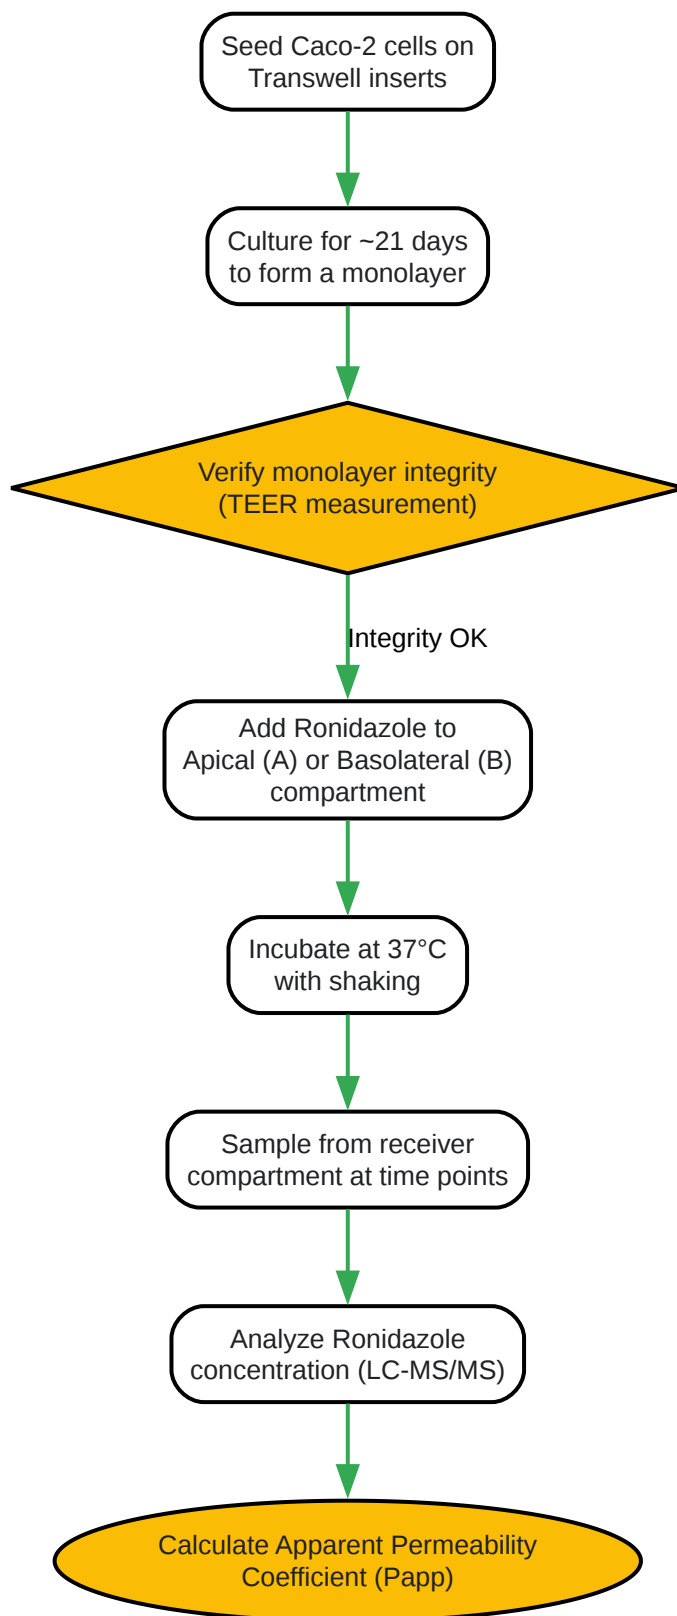 Seed Caco-2 cells on
Transwell inserts
Culture for ~21 days
to form a monolayer
Verify monolayer integrity
(TEER measurement)
Integrity OK
Add Ronidazole to
Apical (A) or Basolateral (B)
compartment
Incubate at 37°C
with shaking
Sample from receiver
compartment at time points
Analyze Ronidazole
concentration (LC-MS/MS)
Calculate Apparent Permeability
Coefficient (Papp)